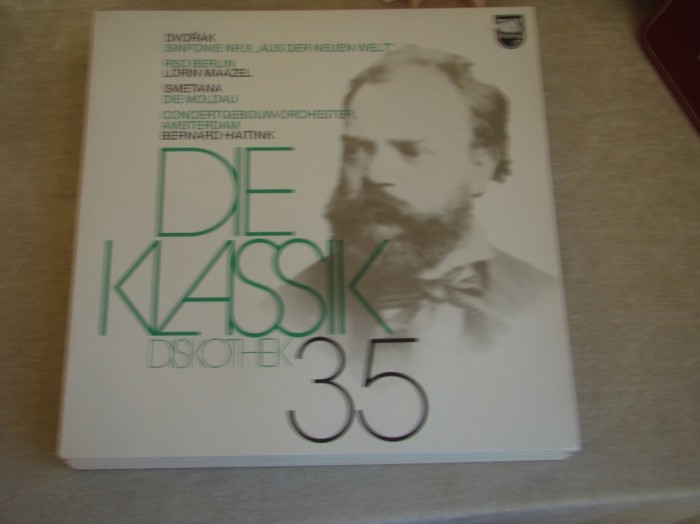 DVOŘÁK
SINFONIE NR.9 „AUS DER NEUEN WELT"
RSO BERLIN
LORIN MAAZEL
SMETANA
DIE MOLDAU
CONCERTGEBOUW-ORCHESTER,
AMSTERDAM
BERNARD HAITINK
DIE
KLASSIK
DISKOTHEK
35